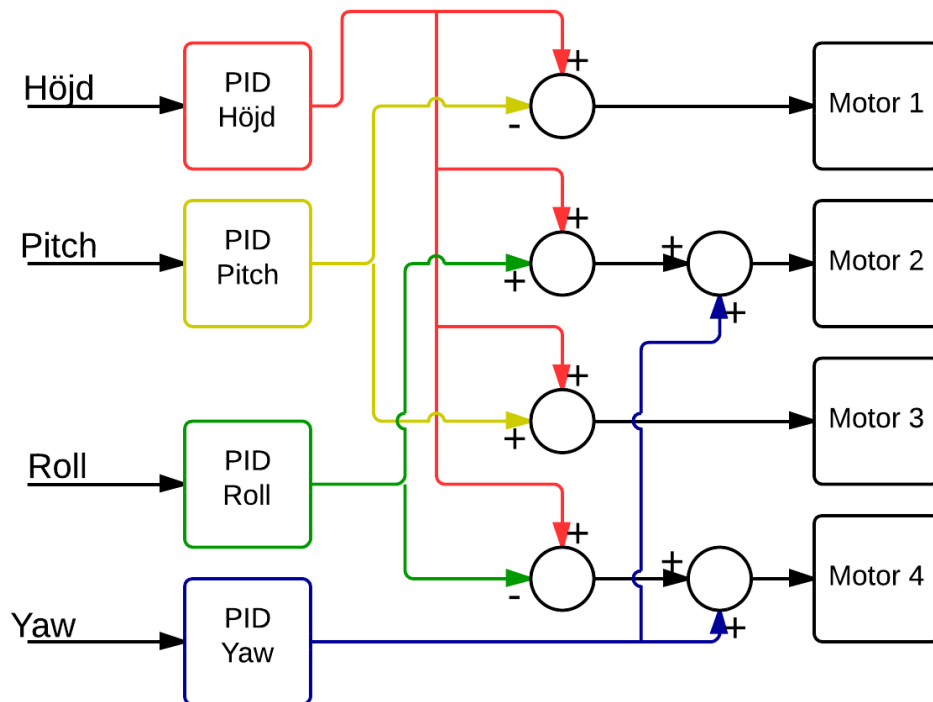 Höjd
PID
Höjd
+
-
Motor 1
Pitch
PID
Pitch
+
+
+
+
Motor 2
+
+
Motor 3
Roll
PID
Roll
+
-
+
+
Motor 4
Yaw
PID
Yaw